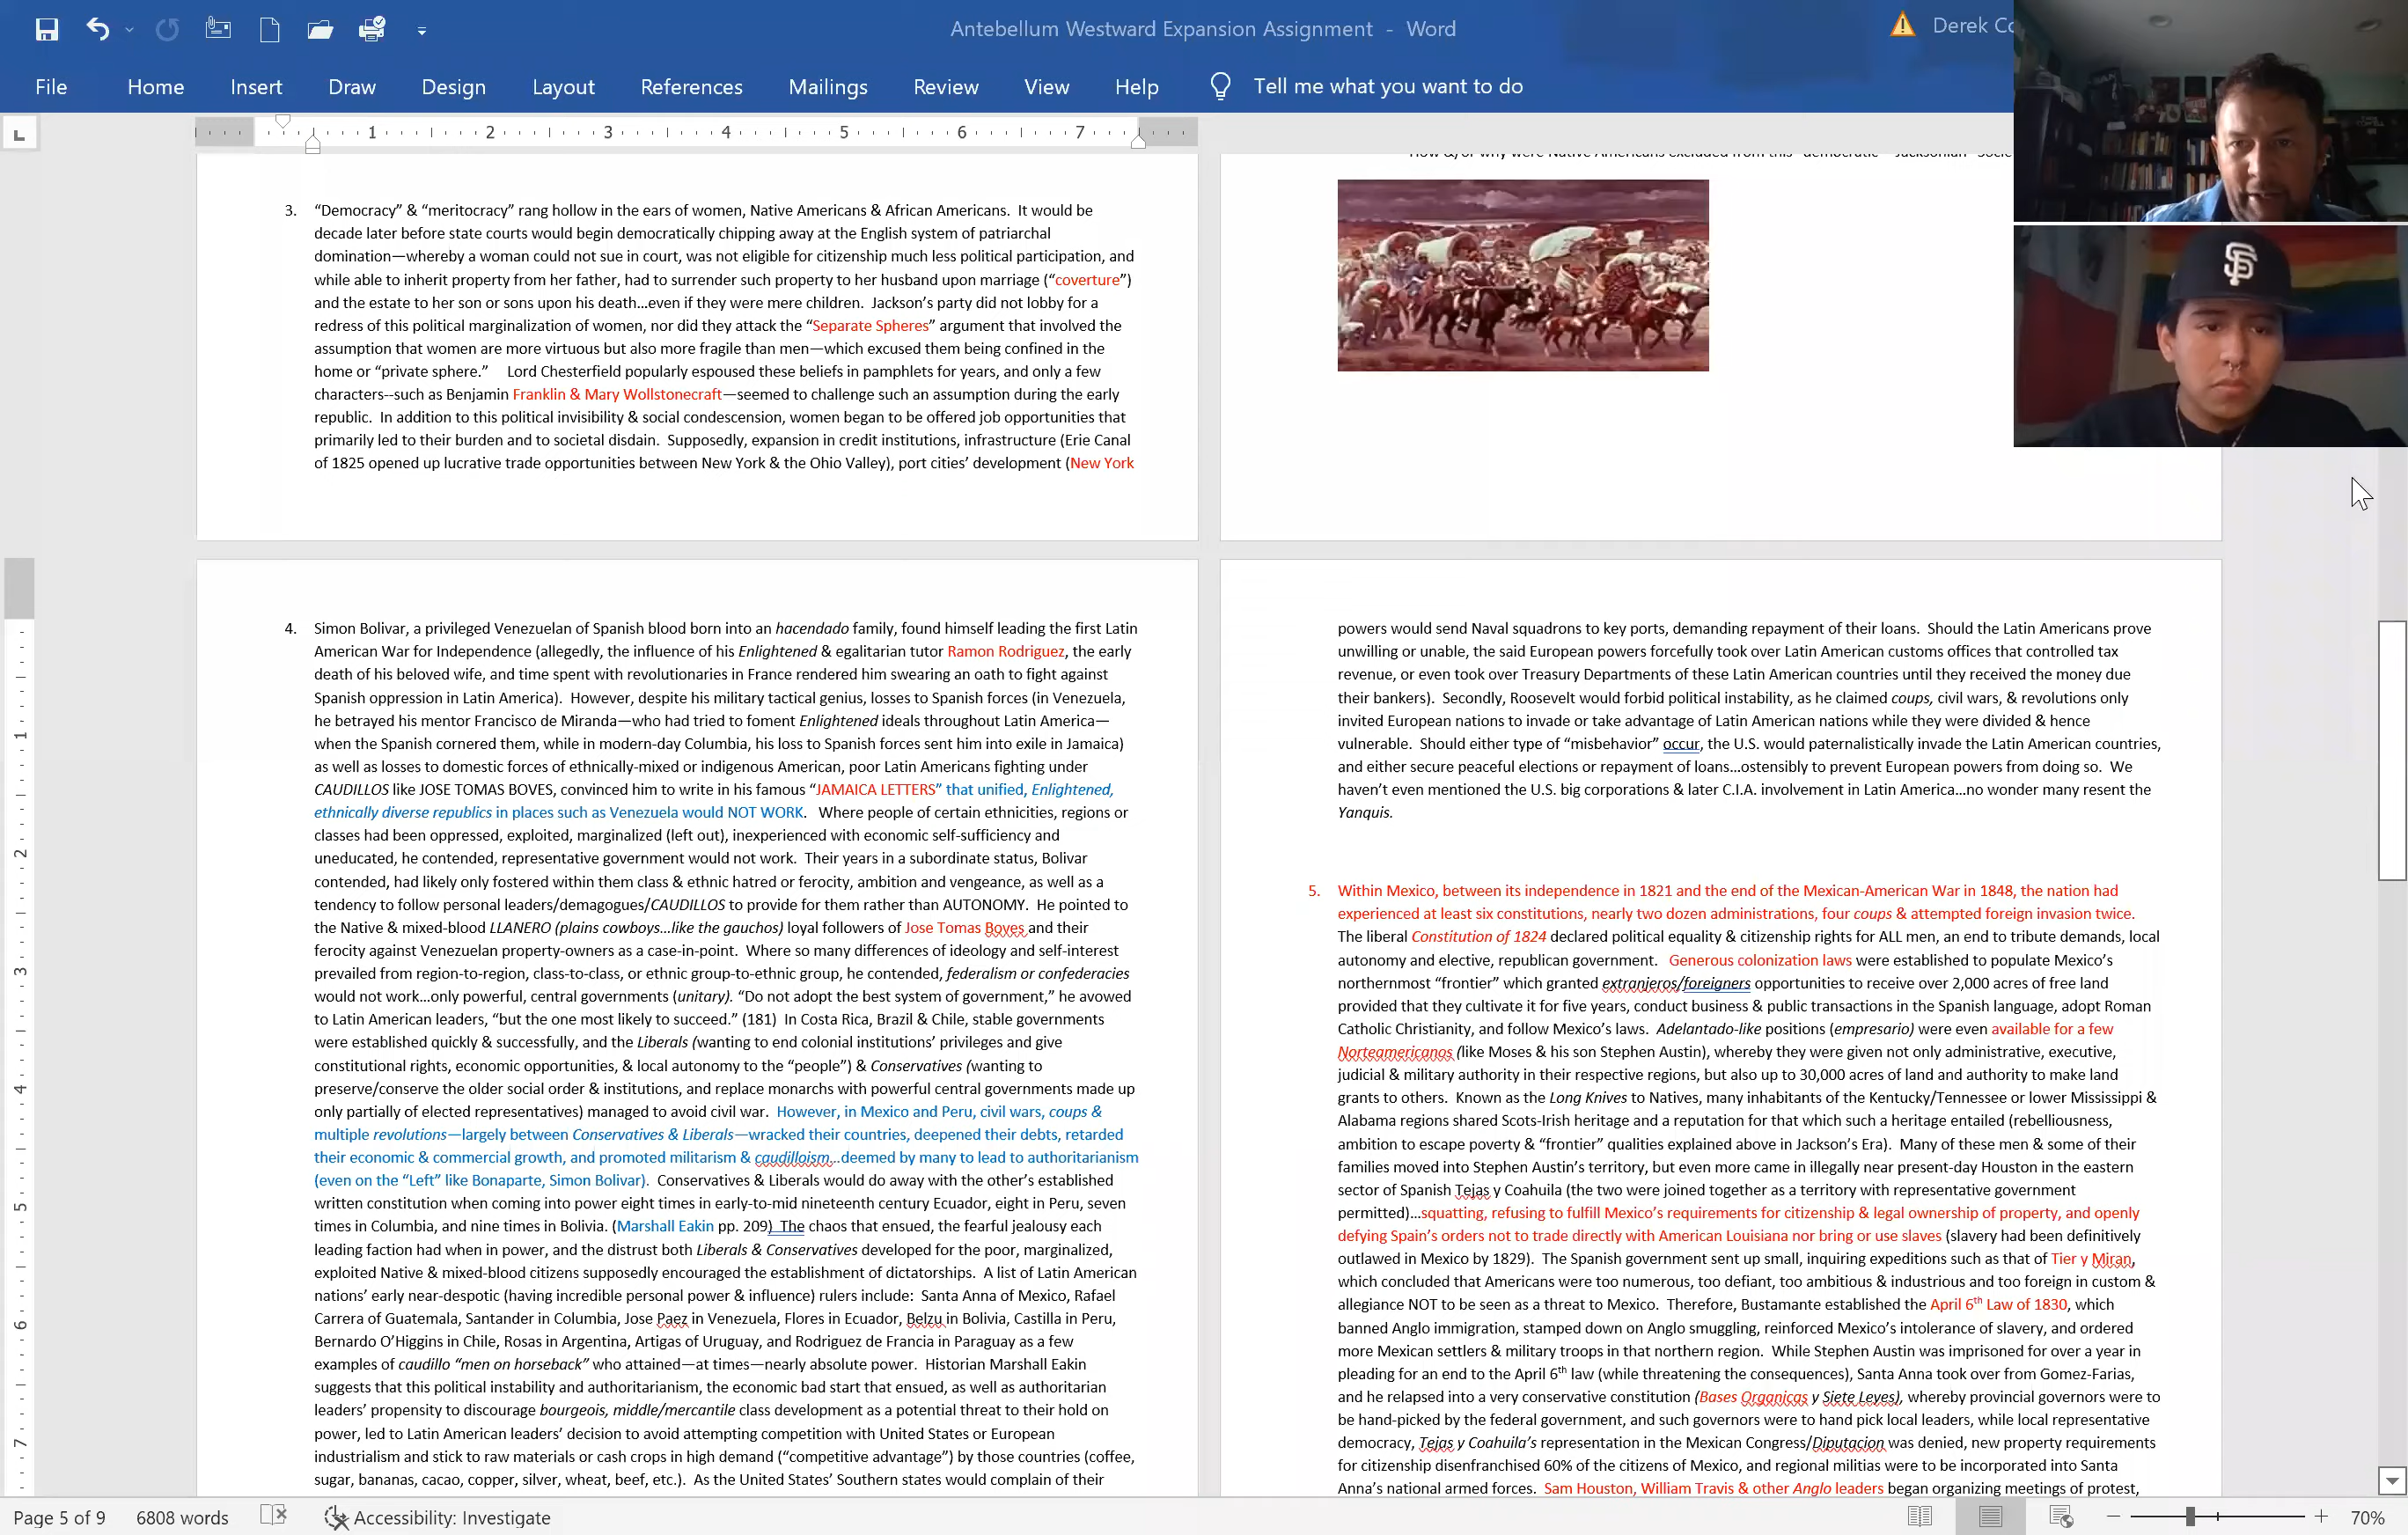 Antebellum Westward Expansion Assignment - Word
Derek Co
File Home Insert Draw Design Layout References Mailings Review View Help Tell me what you want to do
1 2 3 4 5 6 7
3. “Democracy” & “meritocracy” rang hollow in the ears of women, Native Americans & African Americans. It would be
decade later before state courts would begin democratically chipping away at the English system of patriarchal
domination—whereby a woman could not sue in court, was not eligible for citizenship much less political participation, and
while able to inherit property from her father, had to surrender such property to her husband upon marriage (“coverture”)
and the estate to her son or sons upon his death…even if they were mere children. Jackson’s party did not lobby for a
redress of this political marginalization of women, nor did they attack the “Separate Spheres” argument that involved the
assumption that women are more virtuous but also more fragile than men—which excused them being confined in the
home or “private sphere.” Lord Chesterfield popularly espoused these beliefs in pamphlets for years, and only a few
characters--such as Benjamin Franklin & Mary Wollstonecraft—seemed to challenge such an assumption during the early
republic. In addition to this political invisibility & social condescension, women began to be offered job opportunities that
primarily led to their burden and to societal disdain. Supposedly, expansion in credit institutions, infrastructure (Erie Canal
of 1825 opened up lucrative trade opportunities between New York & the Ohio Valley), port cities’ development (New York
How &/or why were Native Americans excluded from this “democratic” “Jacksonian”
SF
4. Simon Bolivar, a privileged Venezuelan of Spanish blood born into an hacendado family, found himself leading the first Latin
American War for Independence (allegedly, the influence of his Enlightened & egalitarian tutor Ramon Rodriguez, the early
death of his beloved wife, and time spent with revolutionaries in France rendered him swearing an oath to fight against
Spanish oppression in Latin America). However, despite his military tactical genius, losses to Spanish forces (in Venezuela,
he betrayed his mentor Francisco de Miranda—who had tried to foment Enlightened ideals throughout Latin America—
when the Spanish cornered them, while in modern-day Columbia, his loss to Spanish forces sent him into exile in Jamaica)
as well as losses to domestic forces of ethnically-mixed or indigenous American, poor Latin Americans fighting under
CAUDILLOS like JOSE TOMAS BOVES, convinced him to write in his famous “JAMAICA LETTERS” that unified, Enlightened,
ethnically diverse republics in places such as Venezuela would NOT WORK. Where people of certain ethnicities, regions or
classes had been oppressed, exploited, marginalized (left out), inexperienced with economic self-sufficiency and
uneducated, he contended, representative government would not work. Their years in a subordinate status, Bolivar
contended, had likely only fostered within them class & ethnic hatred or ferocity, ambition and vengeance, as well as a
tendency to follow personal leaders/demagogues/CAUDILLOS to provide for them rather than AUTONOMY. He pointed to
the Native & mixed-blood LLANERO (plains cowboys…like the gauchos) loyal followers of Jose Tomas Boves and their
ferocity against Venezuelan property-owners as a case-in-point. Where so many differences of ideology and self-interest
prevailed from region-to-region, class-to-class, or ethnic group-to-ethnic group, he contended, federalism or confederacies
would not work…only powerful, central governments (unitary). “Do not adopt the best system of government,” he avowed
to Latin American leaders, “but the one most likely to succeed.” (181) In Costa Rica, Brazil & Chile, stable governments
were established quickly & successfully, and the Liberals (wanting to end colonial institutions’ privileges and give
constitutional rights, economic opportunities, & local autonomy to the “people”) & Conservatives (wanting to
preserve/conserve the older social order & institutions, and replace monarchs with powerful central governments made up
only partially of elected representatives) managed to avoid civil war. However, in Mexico and Peru, civil wars, coups &
multiple revolutions—largely between Conservatives & Liberals—wracked their countries, deepened their debts, retarded
their economic & commercial growth, and promoted militarism & caudilloism…deemed by many to lead to authoritarianism
(even on the “Left” like Bonaparte, Simon Bolivar). Conservatives & Liberals would do away with the other’s established
written constitution when coming into power eight times in early-to-mid nineteenth century Ecuador, eight in Peru, seven
times in Columbia, and nine times in Bolivia. (Marshall Eakin pp. 209) The chaos that ensued, the fearful jealousy each
leading faction had when in power, and the distrust both Liberals & Conservatives developed for the poor, marginalized,
exploited Native & mixed-blood citizens supposedly encouraged the establishment of dictatorships. A list of Latin American
nations’ early near-despotic (having incredible personal power & influence) rulers include: Santa Anna of Mexico, Rafael
Carrera of Guatemala, Santander in Columbia, Jose Paez in Venezuela, Flores in Ecuador, Belzu in Bolivia, Castilla in Peru,
Bernardo O’Higgins in Chile, Rosas in Argentina, Artigas of Uruguay, and Rodriguez de Francia in Paraguay as a few
examples of caudillo “men on horseback” who attained—at times—nearly absolute power. Historian Marshall Eakin
suggests that this political instability and authoritarianism, the economic bad start that ensued, as well as authoritarian
leaders’ propensity to discourage bourgeois, middle/mercantile class development as a potential threat to their hold on
power, led to Latin American leaders’ decision to avoid attempting competition with United States or European
industrialism and stick to raw materials or cash crops in high demand (“competitive advantage”) by those countries (coffee,
sugar, bananas, cacao, copper, silver, wheat, beef, etc.). As the United States’ Southern states would complain of their
powers would send Naval squadrons to key ports, demanding repayment of their loans. Should the Latin Americans prove
unwilling or unable, the said European powers forcefully took over Latin American customs offices that controlled tax
revenue, or even took over Treasury Departments of these Latin American countries until they received the money due
their bankers). Secondly, Roosevelt would forbid political instability, as he claimed coups, civil wars, & revolutions only
invited European nations to invade or take advantage of Latin American nations while they were divided & hence
vulnerable. Should either type of “misbehavior” occur, the U.S. would paternalistically invade the Latin American countries,
and either secure peaceful elections or repayment of loans…ostensibly to prevent European powers from doing so. We
haven’t even mentioned the U.S. big corporations & later C.I.A. involvement in Latin America…no wonder many resent the
Yanquis.
5. Within Mexico, between its independence in 1821 and the end of the Mexican-American War in 1848, the nation had
experienced at least six constitutions, nearly two dozen administrations, four coups & attempted foreign invasion twice.
The liberal Constitution of 1824 declared political equality & citizenship rights for ALL men, an end to tribute demands, local
autonomy and elective, republican government. Generous colonization laws were established to populate Mexico’s
northernmost “frontier” which granted extranjeros/foreigners opportunities to receive over 2,000 acres of free land
provided that they cultivate it for five years, conduct business & public transactions in the Spanish language, adopt Roman
Catholic Christianity, and follow Mexico’s laws. Adelantado-like positions (empresario) were even available for a few
Norteamericanos (like Moses & his son Stephen Austin), whereby they were given not only administrative, executive,
judicial & military authority in their respective regions, but also up to 30,000 acres of land and authority to make land
grants to others. Known as the Long Knives to Natives, many inhabitants of the Kentucky/Tennessee or lower Mississippi &
Alabama regions shared Scots-Irish heritage and a reputation for that which such a heritage entailed (rebelliousness,
ambition to escape poverty & “frontier” qualities explained above in Jackson’s Era). Many of these men & some of their
families moved into Stephen Austin’s territory, but even more came in illegally near present-day Houston in the eastern
sector of Spanish Tejas y Coahuila (the two were joined together as a territory with representative government
permitted)…squatting, refusing to fulfill Mexico’s requirements for citizenship & legal ownership of property, and openly
defying Spain’s orders not to trade directly with American Louisiana nor bring or use slaves (slavery had been definitively
outlawed in Mexico by 1829). The Spanish government sent up small, inquiring expeditions such as that of Tier y Miran,
which concluded that Americans were too numerous, too defiant, too ambitious & industrious and too foreign in custom &
allegiance NOT to be seen as a threat to Mexico. Therefore, Bustamante established the April 6th Law of 1830, which
banned Anglo immigration, stamped down on Anglo smuggling, reinforced Mexico’s intolerance of slavery, and ordered
more Mexican settlers & military troops in that northern region. While Stephen Austin was imprisoned for over a year in
pleading for an end to the April 6th law (while threatening the consequences), Santa Anna took over from Gomez-Farias,
and he relapsed into a very conservative constitution (Bases Organicas y Siete Leyes), whereby provincial governors were to
be hand-picked by the federal government, and such governors were to hand pick local leaders, while local representative
democracy, Tejas y Coahuila’s representation in the Mexican Congress/Diputacion was denied, new property requirements
for citizenship disenfranchised 60% of the citizens of Mexico, and regional militias were to be incorporated into Santa
Anna’s national armed forces. Sam Houston, William Travis & other Anglo leaders began organizing meetings of protest,
Page 5 of 9 6808 words Accessibility: Investigate 70%